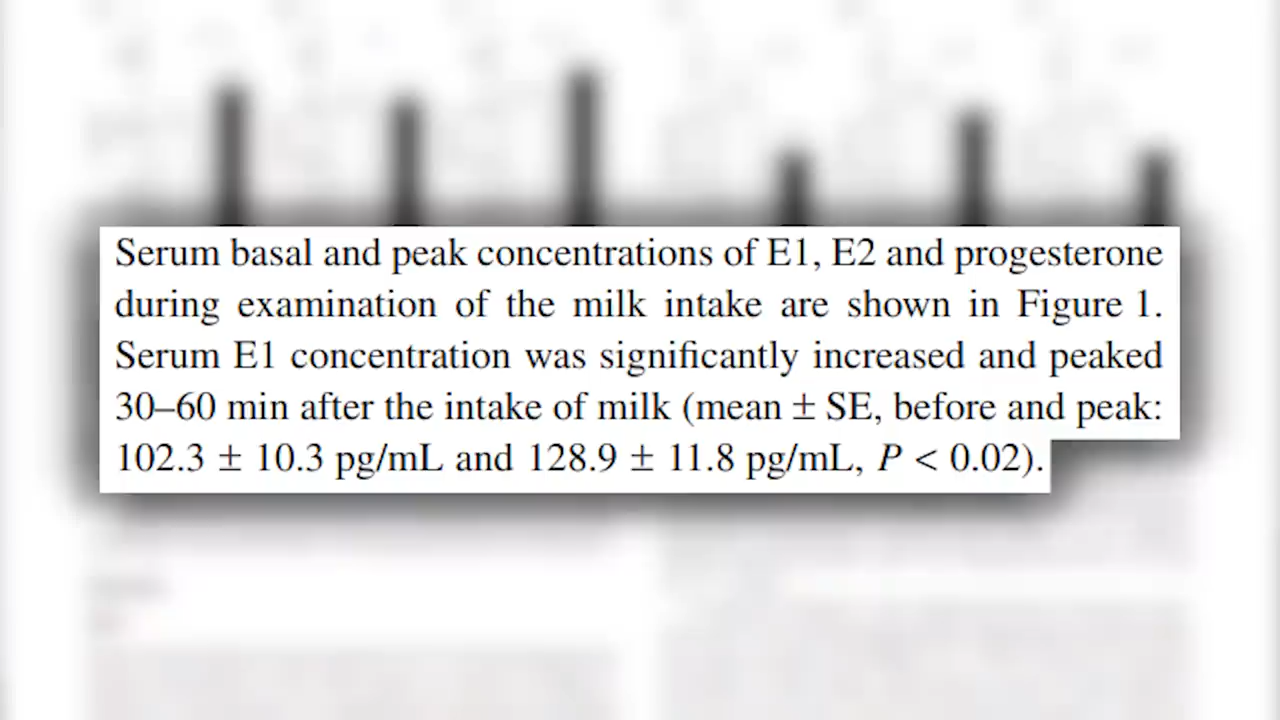 Serum basal and peak concentrations of E1, E2 and progesterone
during examination of the milk intake are shown in Figure 1.
Serum E1 concentration was significantly increased and peaked
30–60 min after the intake of milk (mean ± SE, before and peak:
102.3 ± 10.3 pg/mL and 128.9 ± 11.8 pg/mL, P < 0.02).